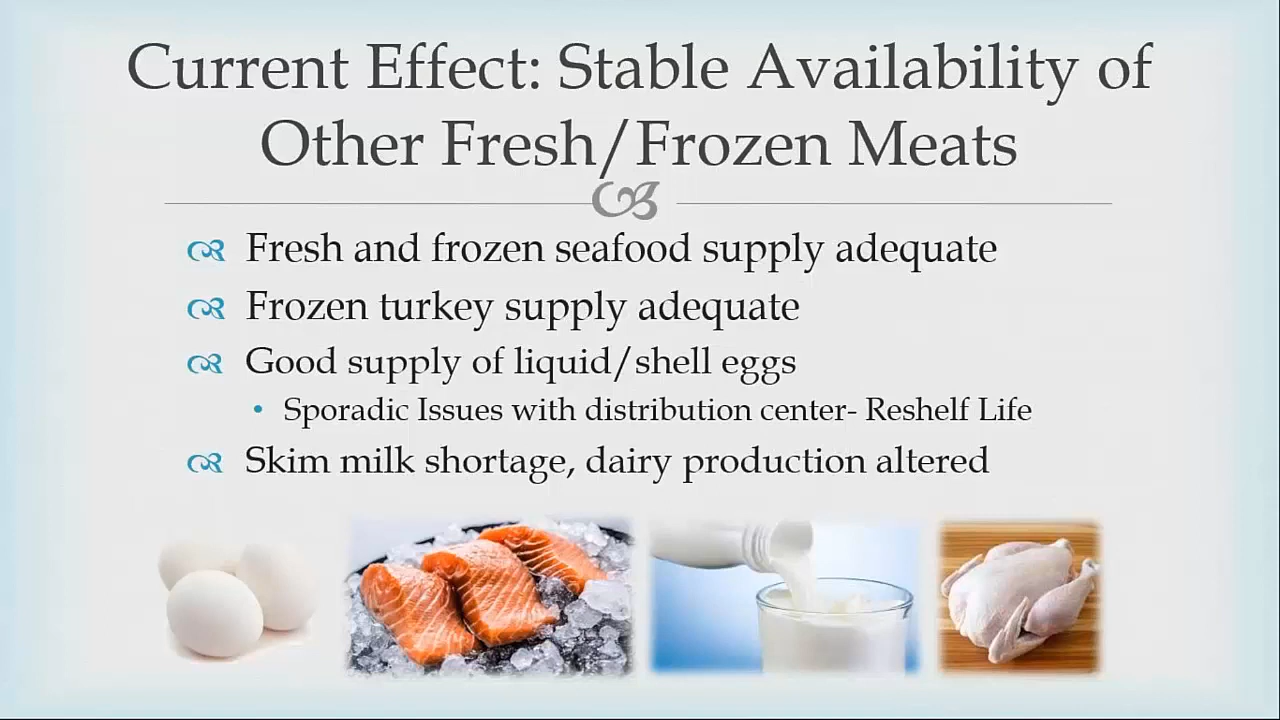 Current Effect: Stable Availability of
Other Fresh/Frozen Meats
Fresh and frozen seafood supply adequate
Frozen turkey supply adequate
Good supply of liquid/shell eggs
Sporadic Issues with distribution center- Reshelf Life
Skim milk shortage, dairy production altered